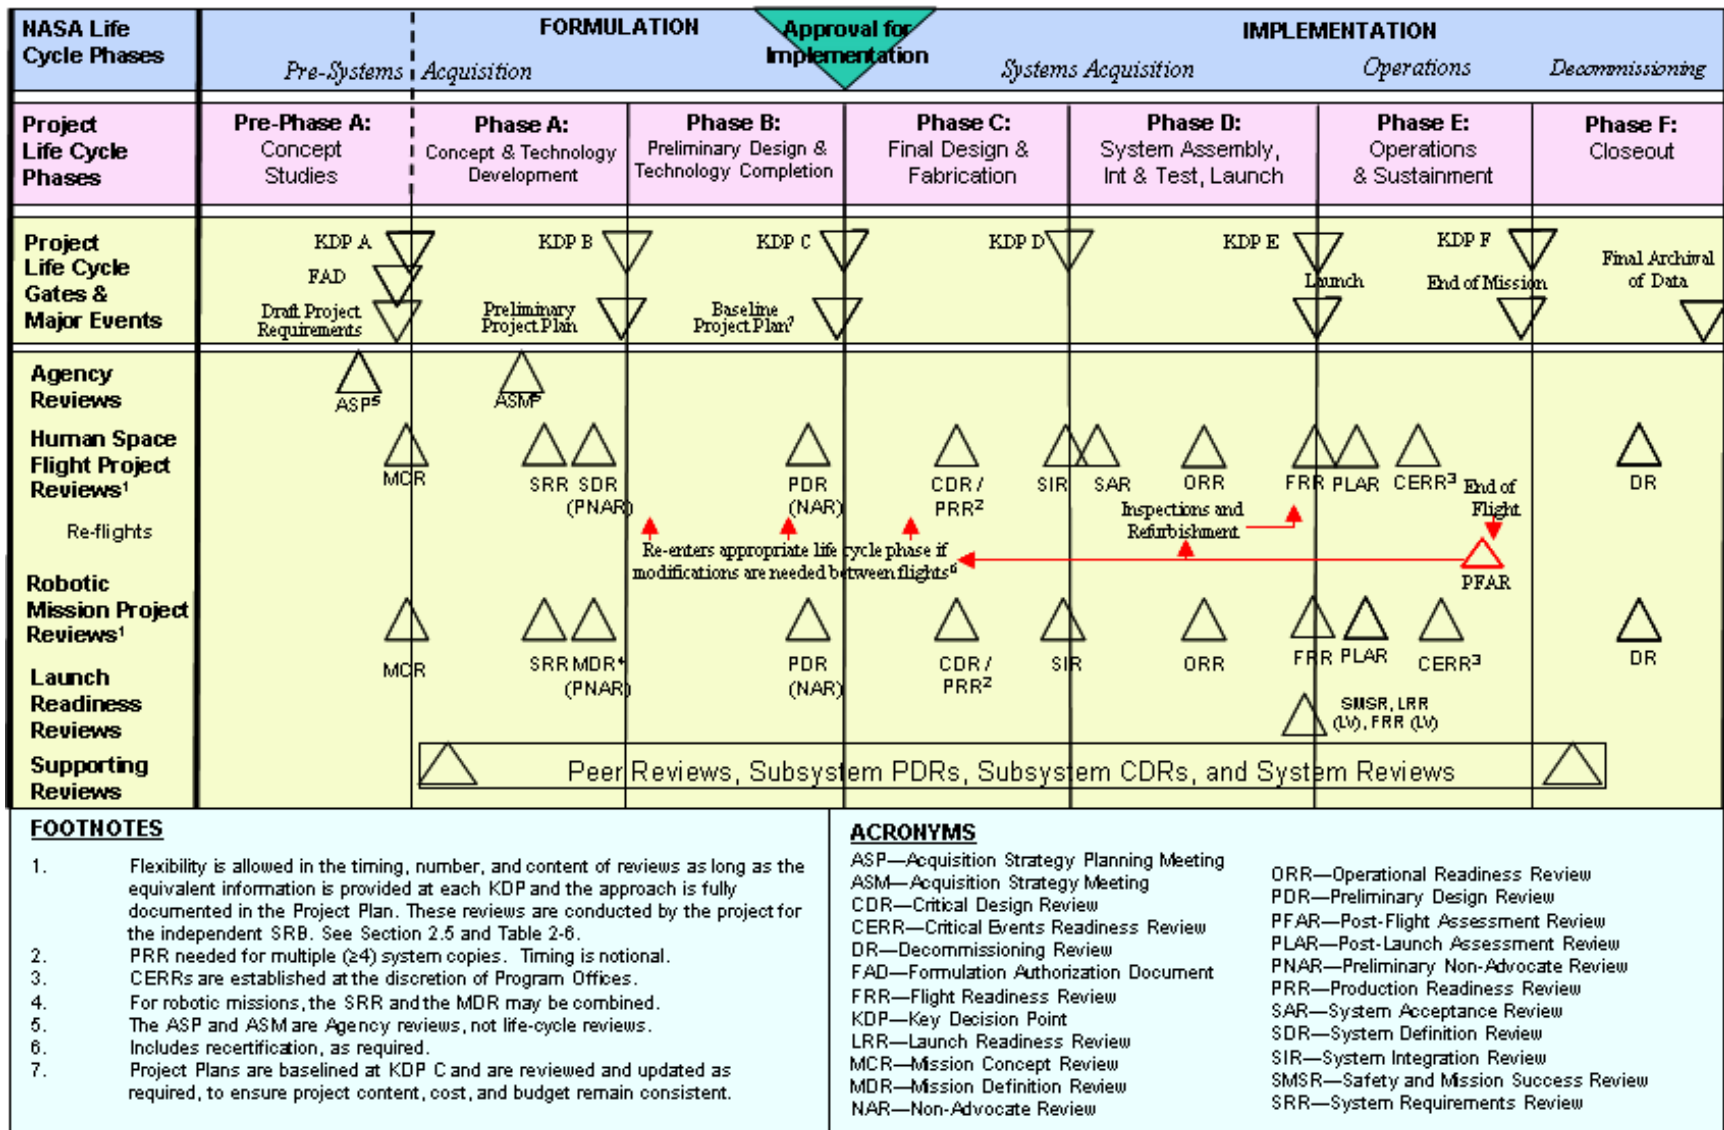 NASA Life
Cycle Phases
FORMULATION
Approval for
Implementation
IMPLEMENTATION
Pre-Systems Acquisition
Systems Acquisition
Operations
Decommissioning
Project
Life Cycle
Phases
Pre-Phase A:
Concept
Studies
Phase A:
Concept & Technology
Development
Phase B:
Preliminary Design &
Technology Completion
Phase C:
Final Design &
Fabrication
Phase D:
System Assembly,
Int & Test, Launch
Phase E:
Operations
& Sustainment
Phase F:
Closeout
Project
Life Cycle
Gates &
Major Events
KDP A
FAD
Draft Project
Requirements
KDP B
Preliminary
Project Plan
KDP C
Baseline
Project Plan⁷
KDP D
KDP E
Launch
KDP F
End of Mission
Final Archival
of Data
Agency
Reviews
ASP⁵
ASM⁵
Human Space
Flight Project
Reviews¹
MCR
SRR
SDR
(PNAR)
PDR
(NAR)
CDR /
PRR²
SIR
SAR
ORR
FRR
PLAR
CERR³
End of
Flight
DR
Re-flights
Re-enters appropriate life cycle phase if
modifications are needed between flights⁶
Inspections and
Refurbishment
PFAR
Robotic
Mission Project
Reviews¹
MCR
SRR
MDR⁴
(PNAR)
PDR
(NAR)
CDR /
PRR²
SIR
ORR
FRR
PLAR
CERR³
DR
Launch
Readiness
Reviews
SMSR, LRR
(LV), FRR (LV)
Supporting
Reviews
Peer Reviews, Subsystem PDRs, Subsystem CDRs, and System Reviews
FOOTNOTES
1. Flexibility is allowed in the timing, number, and content of reviews as long as the
equivalent information is provided at each KDP and the approach is fully
documented in the Project Plan. These reviews are conducted by the project for
the independent SRB. See Section 2.5 and Table 2-6.
2. PRR needed for multiple (≥4) system copies. Timing is notional.
3. CERRs are established at the discretion of Program Offices.
4. For robotic missions, the SRR and the MDR may be combined.
5. The ASP and ASM are Agency reviews, not life-cycle reviews.
6. Includes recertification, as required.
7. Project Plans are baselined at KDP C and are reviewed and updated as
required, to ensure project content, cost, and budget remain consistent.
ACRONYMS
ASP—Acquisition Strategy Planning Meeting
ASM—Acquisition Strategy Meeting
CDR—Critical Design Review
CERR—Critical Events Readiness Review
DR—Decommissioning Review
FAD—Formulation Authorization Document
FRR—Flight Readiness Review
KDP—Key Decision Point
LRR—Launch Readiness Review
MCR—Mission Concept Review
MDR—Mission Definition Review
NAR—Non-Advocate Review
ORR—Operational Readiness Review
PDR—Preliminary Design Review
PFAR—Post-Flight Assessment Review
PLAR—Post-Launch Assessment Review
PNAR—Preliminary Non-Advocate Review
PRR—Production Readiness Review
SAR—System Acceptance Review
SDR—System Definition Review
SIR—System Integration Review
SMSR—Safety and Mission Success Review
SRR—System Requirements Review